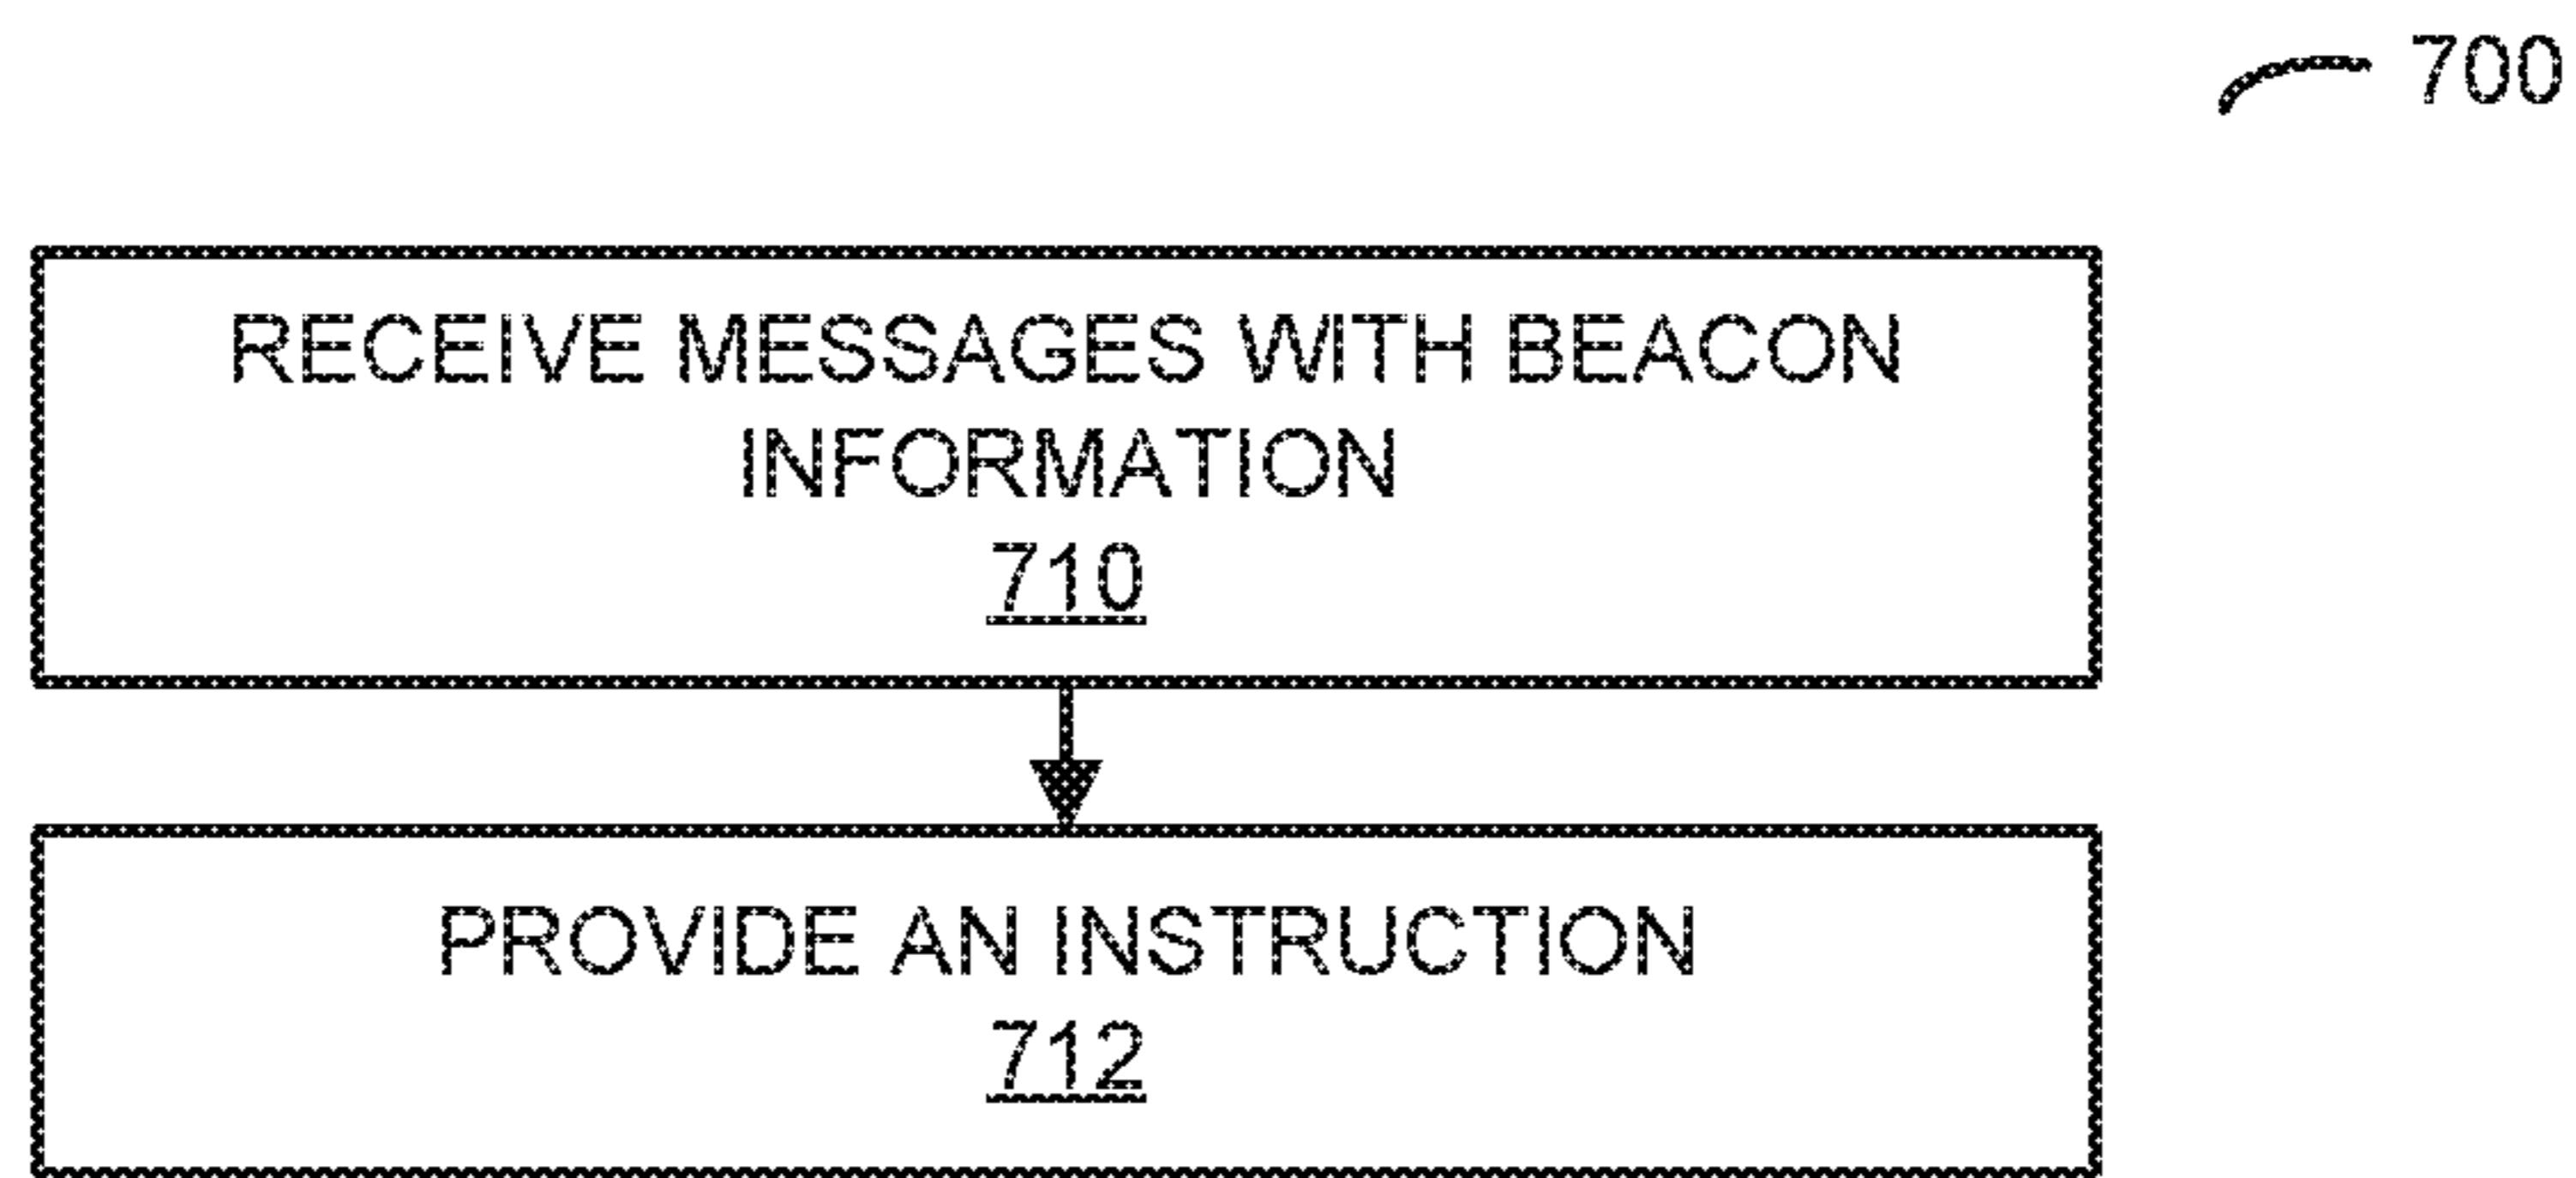 700
RECEIVE MESSAGES WITH BEACON
INFORMATION
710
PROVIDE AN INSTRUCTION
712